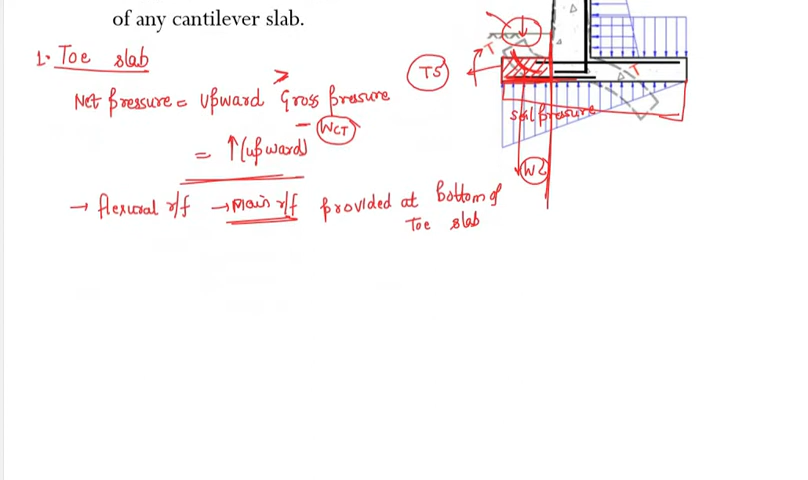 of any cantilever slab.
1. Toe slab
TS
T
T
Net pressure = Upward > Gross pressure
soil pressure
- WCT
= ↑(upward)
W2
→ flexural r/f → Main r/f provided at bottom of
Toe slab